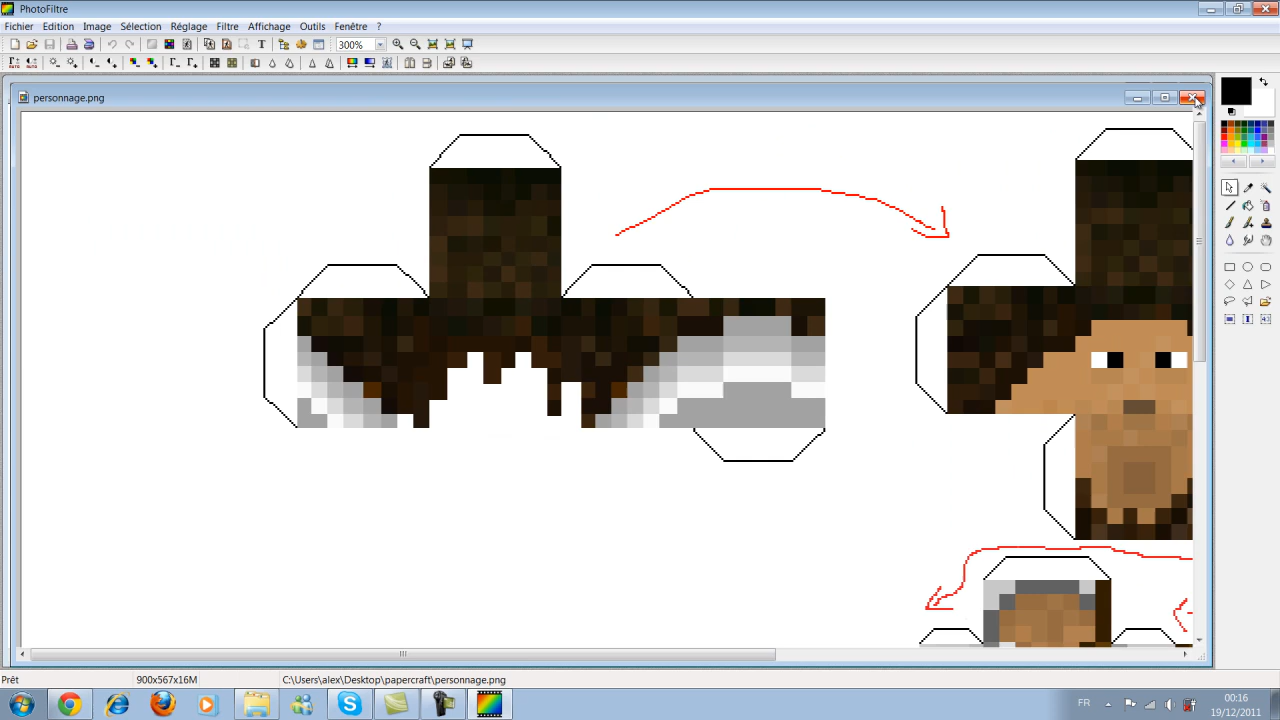 PhotoFiltre
Fichier Edition Image Sélection Réglage Filtre Affichage Outils Fenêtre ?
T 300%
personnage.png
Prêt 900x567x16M C:\Users\alex\Desktop\papercraft\personnage.png
FR 00:16
19/12/2011